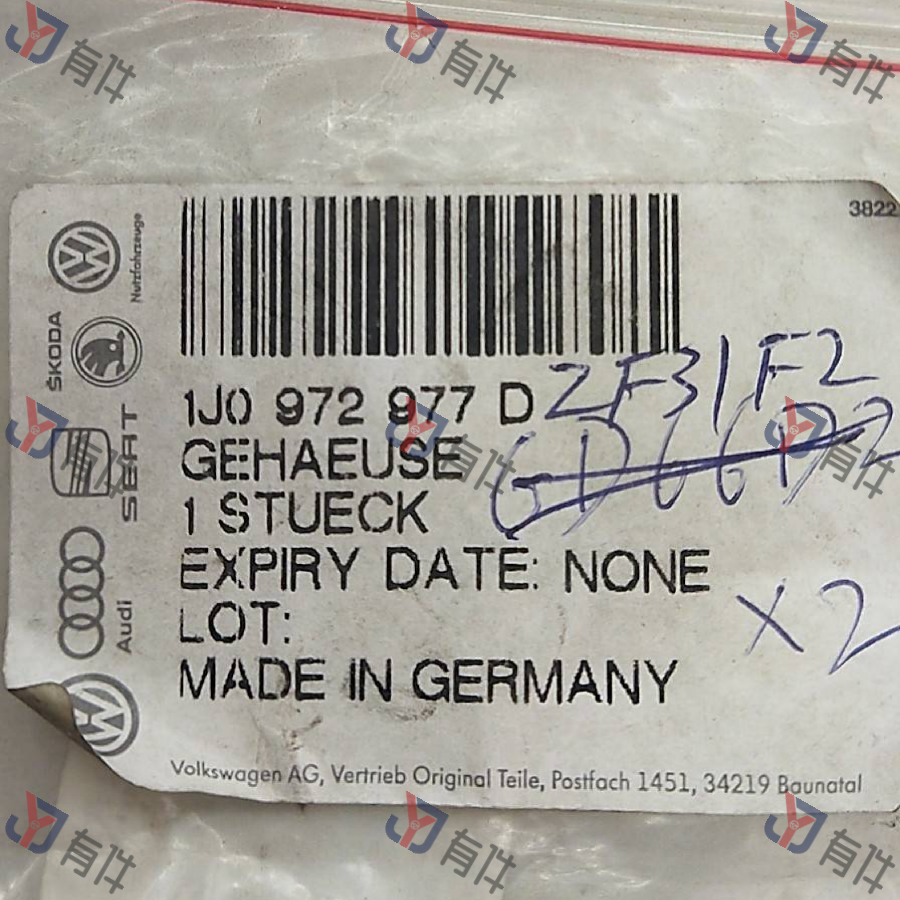 有件 有件 有件
3822
Nutzfahrzeuge
ŠKODA
1J0 972 977 D ZF31F2
有件 有件 有件
GEHAEUSE
SEAT
1 STUECK
EXPIRY DATE: NONE
Audi
LOT:
X2
MADE IN GERMANY
Volkswagen AG, Vertrieb Original Teile, Postfach 1451, 34219 Baunatal
有件 有件 有件